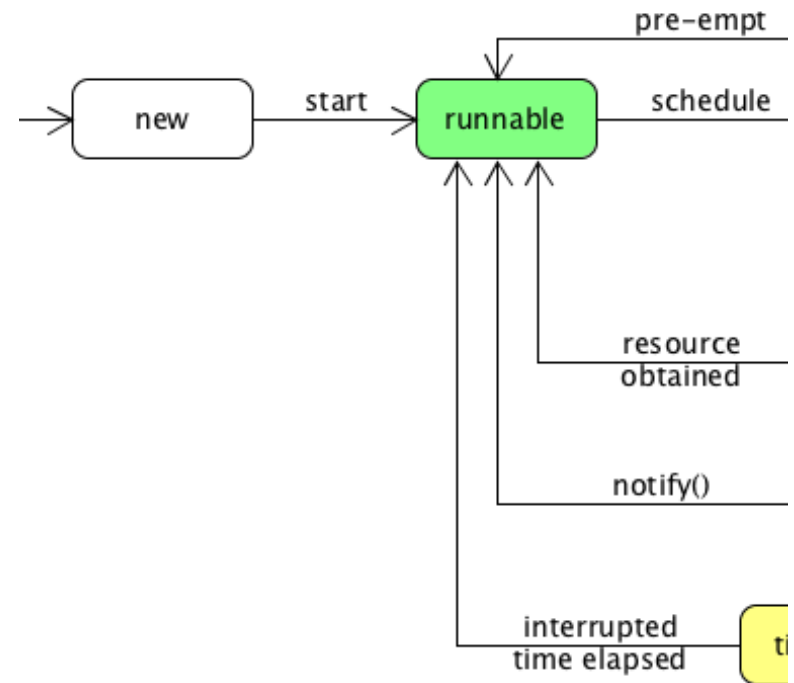 pre-empt
new
start
runnable
schedule
resource
obtained
notify()
interrupted
time elapsed